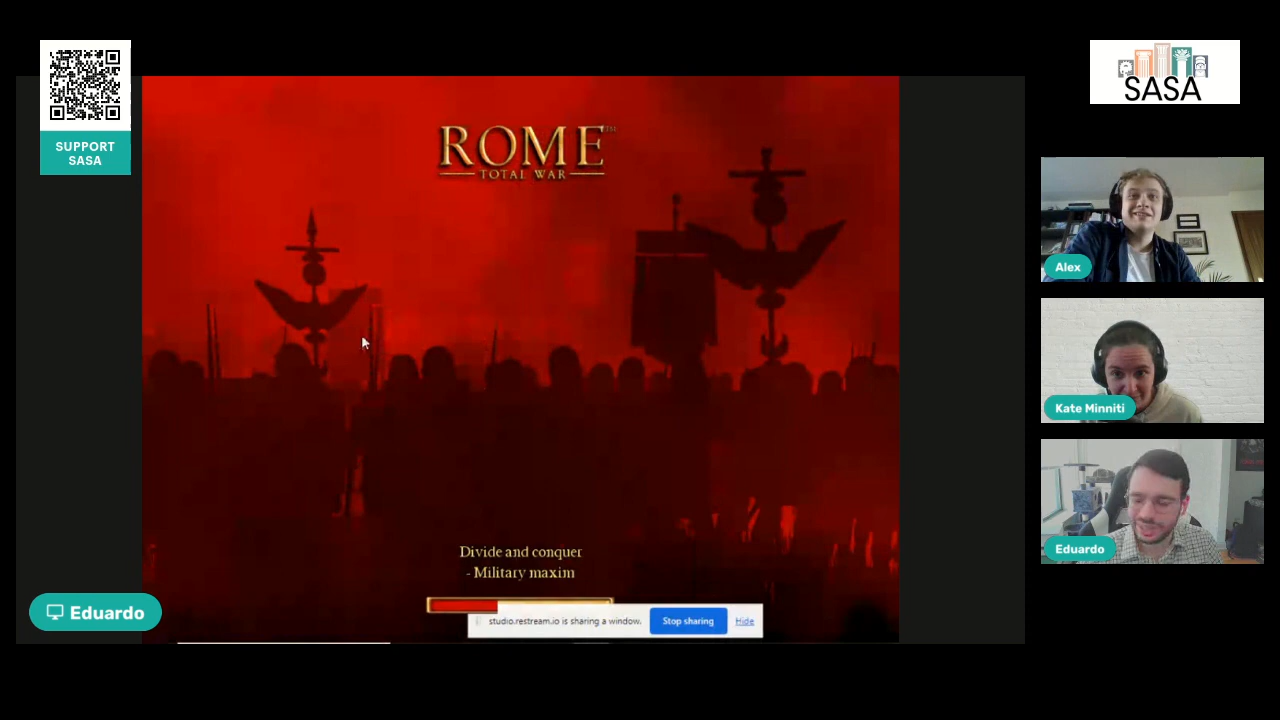 SUPPORT
SASA
SASA
ROME™
TOTAL WAR
Alex
Kate Minniti
Eduardo
Divide and conquer
- Military maxim
Eduardo
studio.restream.io is sharing a window.
Stop sharing
Hide